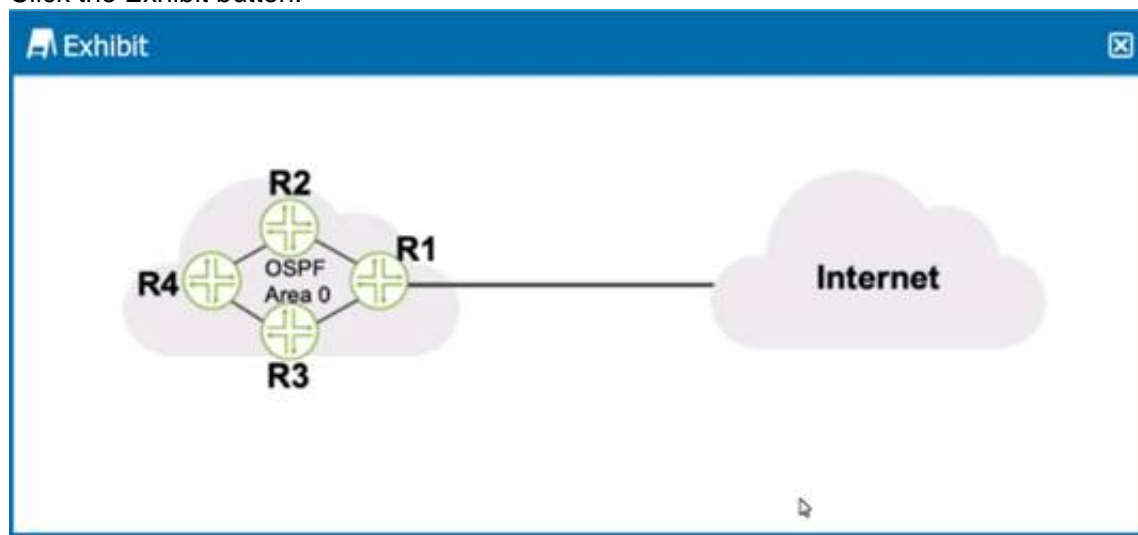 Click the Exhibit button.
Exhibit
R2
R1
R4
OSPF
Area 0
R3
Internet